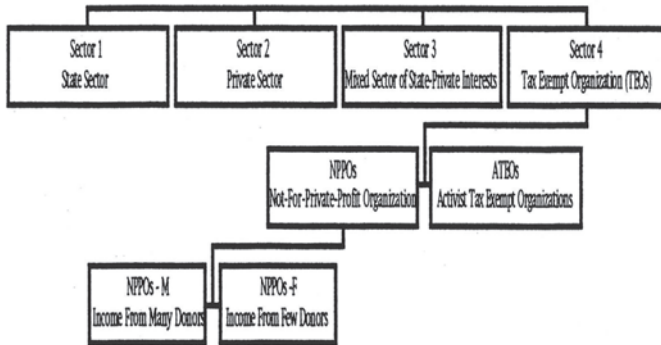 Sector 1
State Sector
Sector 2
Private Sector
Sector 3
Mixed Sector of State-Private Interests
Sector 4
Tax Exempt Organization (TEOs)
NPPOs
Not-For-Private-Profit Organization
ATEOs
Activist Tax Exempt Organizations
NPPOs - M
Income From Many Donors
NPPOs -F
Income From Few Donors